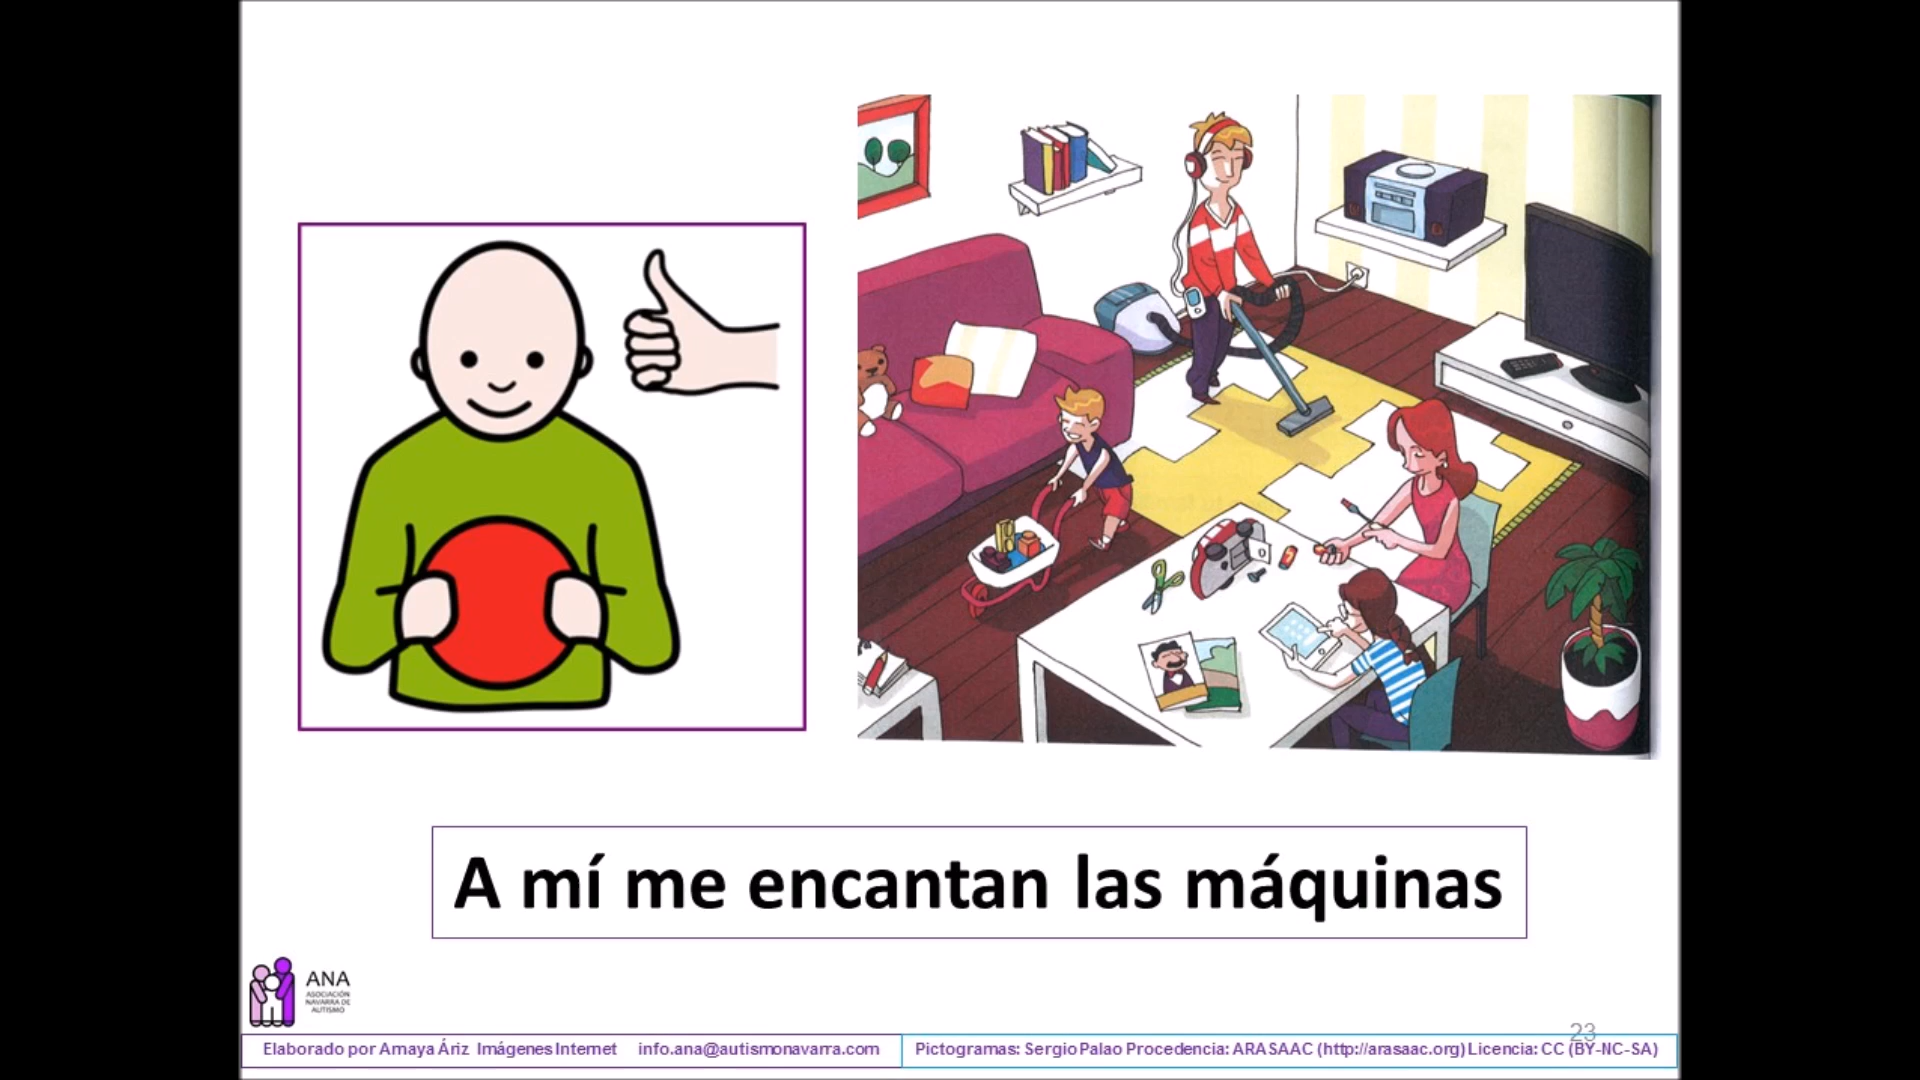 A mí me encantan las máquinas
ANA
ASOCIACIÓN
NAVARRA DE
AUTISMO
23
Elaborado por Amaya Áriz Imágenes Internet info.ana@autismonavarra.com
Pictogramas: Sergio Palao Procedencia: ARASAAC (http://arasaac.org) Licencia: CC (BY-NC-SA)